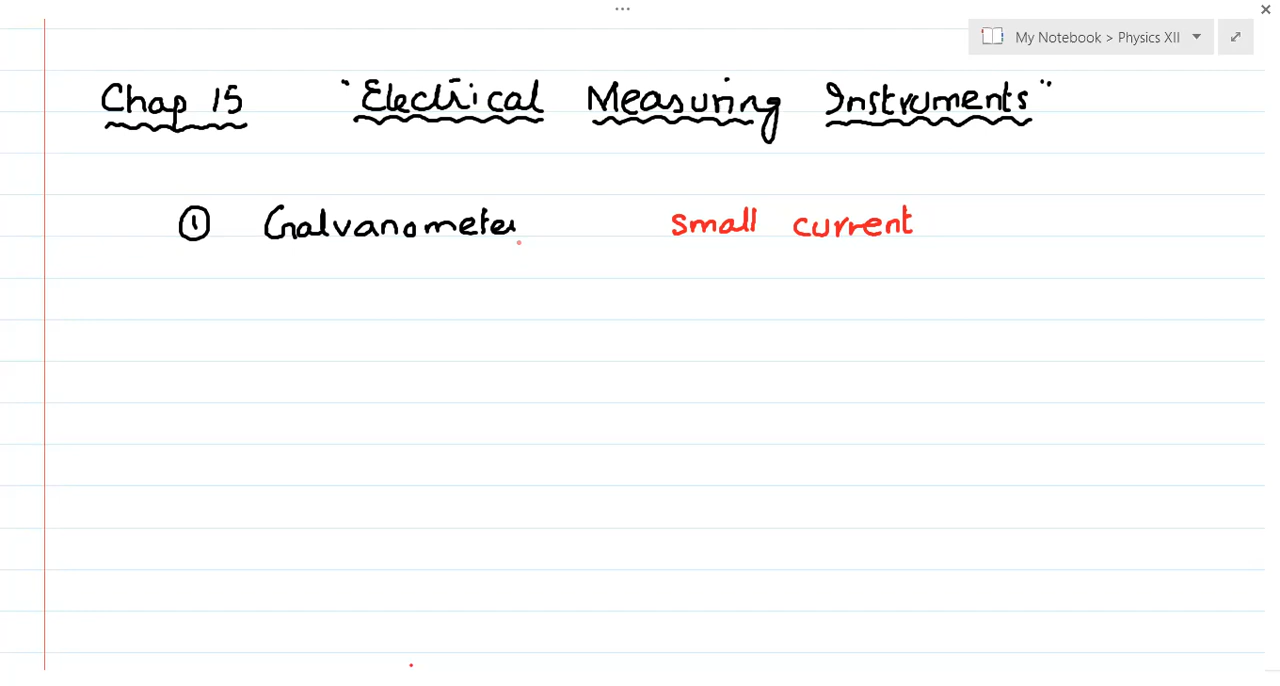 My Notebook > Physics XII
Chap 15 "Electrical Measuring Instruments"
① Galvanometer small current